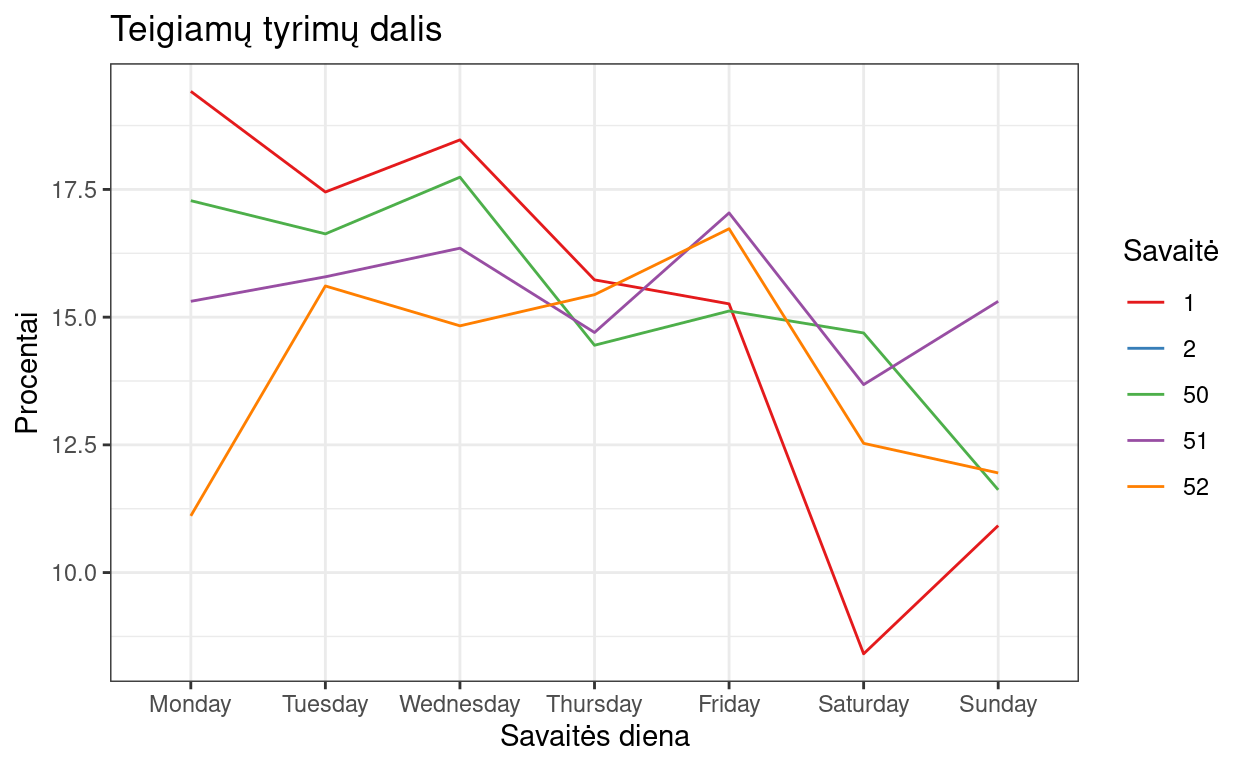 Teigiamų tyrimų dalis
Procentai
17.5
15.0
12.5
10.0
Monday Tuesday Wednesday Thursday Friday Saturday Sunday
Savaitės diena
Savaitė
1
2
50
51
52